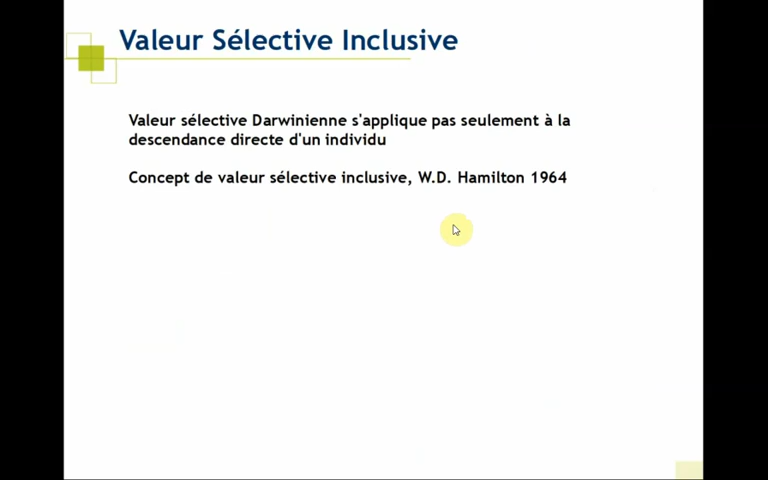 Valeur Sélective Inclusive
Valeur sélective Darwinienne s'applique pas seulement à la
descendance directe d'un individu
Concept de valeur sélective inclusive, W.D. Hamilton 1964